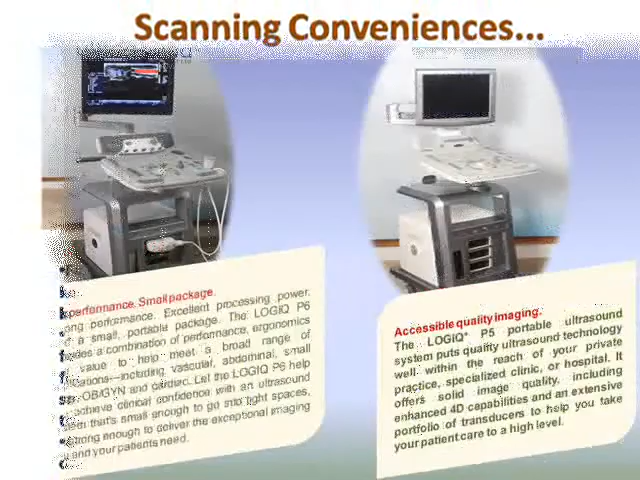 Scanning Conveniences...
performance. Small package.
performance. Excellent processing power.
a small, portable package. The LOGIQ P6
a combination of performance, ergonomics
value to help meet a broad range of
including vascular, abdominal, small
OB/GYN and cardiac. Let the LOGIQ P6 help
achieve clinical confidence with an ultrasound
that's small enough to go into tight spaces,
strong enough to deliver the exceptional imaging
and your patients need.
Accessible quality imaging.
The LOGIQ* P5 portable ultrasound
system puts quality ultrasound technology
well within the reach of your private
practice, specialized clinic, or hospital. It
offers solid image quality, including
enhanced 4D capabilities and an extensive
portfolio of transducers to help you take
your patient care to a high level.